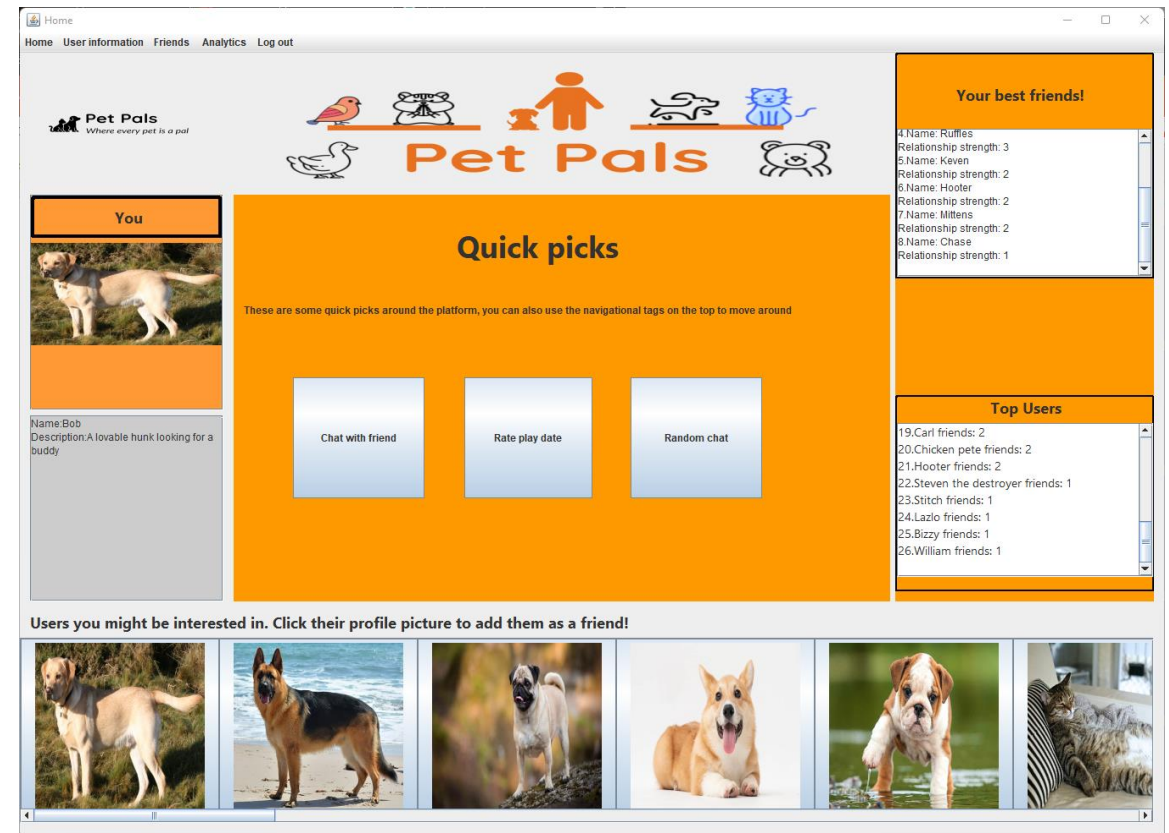 Home
Home User information Friends Analytics Log out
Pet Pals
Where every pet is a pal
Pet Pals
Your best friends!
4.Name: Ruffles
Relationship strength: 3
5.Name: Keven
Relationship strength: 2
6.Name: Hooter
Relationship strength: 2
7.Name: Mittens
Relationship strength: 2
8.Name: Chase
Relationship strength: 1
You
Name:Bob
Description:A lovable hunk looking for a
buddy
Quick picks
These are some quick picks around the platform, you can also use the navigational tags on the top to move around
Chat with friend
Rate play date
Random chat
Top Users
19.Carl friends: 2
20.Chicken pete friends: 2
21.Hooter friends: 2
22.Steven the destroyer friends: 1
23.Stitch friends: 1
24.Lazlo friends: 1
25.Bizzy friends: 1
26.William friends: 1
Users you might be interested in. Click their profile picture to add them as a friend!